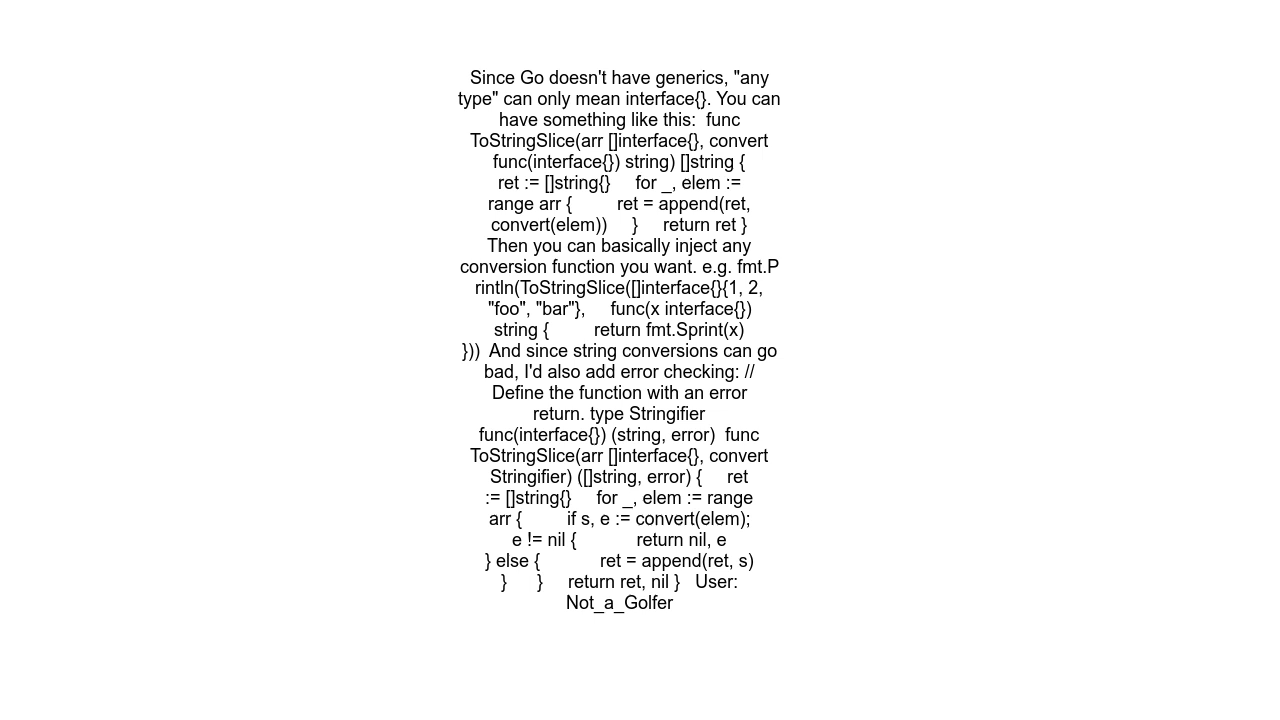 Since Go doesn't have generics, "any
type" can only mean interface{}. You can
have something like this:  func
ToStringSlice(arr []interface{}, convert
func(interface{}) string) []string {
ret := []string{}     for _, elem :=
range arr {         ret = append(ret,
convert(elem))     }     return ret }
Then you can basically inject any
conversion function you want. e.g. fmt.P
rintln(ToStringSlice([]interface{}{1, 2,
"foo", "bar"},     func(x interface{})
string {         return fmt.Sprint(x)
}))  And since string conversions can go
bad, I'd also add error checking: //
Define the function with an error
return. type Stringifier
func(interface{}) (string, error)  func
ToStringSlice(arr []interface{}, convert
Stringifier) ([]string, error) {     ret
:= []string{}     for _, elem := range
arr {         if s, e := convert(elem);
e != nil {            return nil, e
} else {            ret = append(ret, s)
}      }     return ret, nil }   User:
Not_a_Golfer